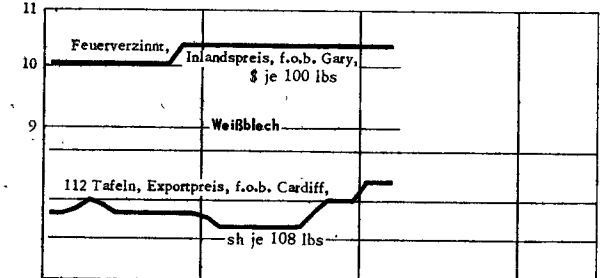 11
10
Feuerverzinnt,
Inlandspreis, f.o.b. Gary,
$ je 100 lbs
9
Weißblech
112 Tafeln, Exportpreis, f.o.b. Cardiff,
sh je 108 lbs